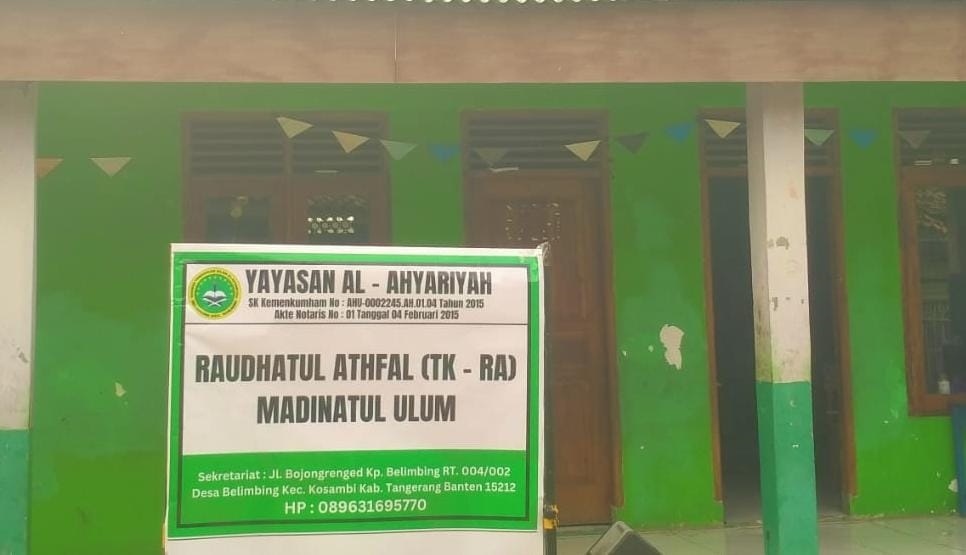 YAYASAN AL - AHYARIYAH
SK Kemenkumham No : AHU-0002245.AH.01.04 Tahun 2015
Akte Notaris No : 01 Tanggal 04 Februari 2015
RAUDHATUL ATHFAL (TK - RA)
MADINATUL ULUM
Sekretariat : JL Bojongrenged Kp. Belimbing RT. 004/002
Desa Belimbing Kec. Kosambi Kab. Tangerang Banten 15212
HP : 089631695770